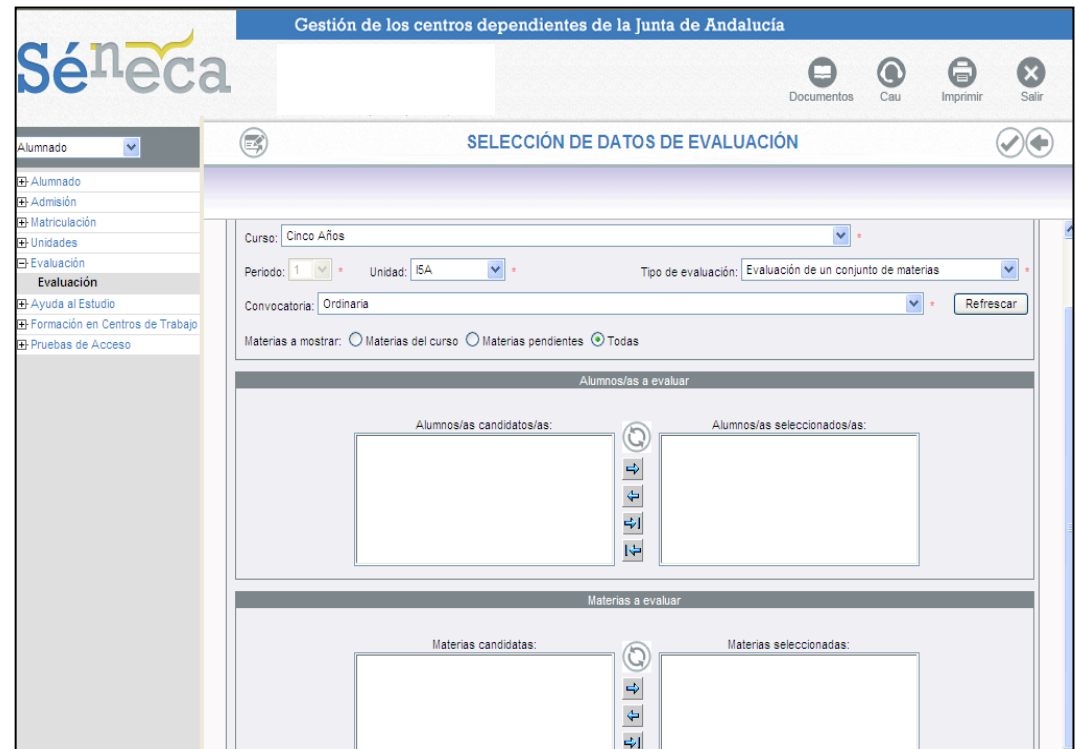 Gestión de los centros dependientes de la Junta de Andalucía
Séneca
Documentos Cau Imprimir Salir
Alumnado
SELECCIÓN DE DATOS DE EVALUACIÓN
Alumnado
Admisión
Matriculación
Unidades
Evaluación
Evaluación
Ayuda al Estudio
Formación en Centros de Trabajo
Pruebas de Acceso
Curso: Cinco Años *
Periodo: 1 * Unidad: I5A * Tipo de evaluación: Evaluación de un conjunto de materias *
Convocatoria: Ordinaria * Refrescar
Materias a mostrar: Materias del curso Materias pendientes Todas
Alumnos/as a evaluar
Alumnos/as candidatos/as: Alumnos/as seleccionados/as:
Materias a evaluar
Materias candidatas: Materias seleccionadas: